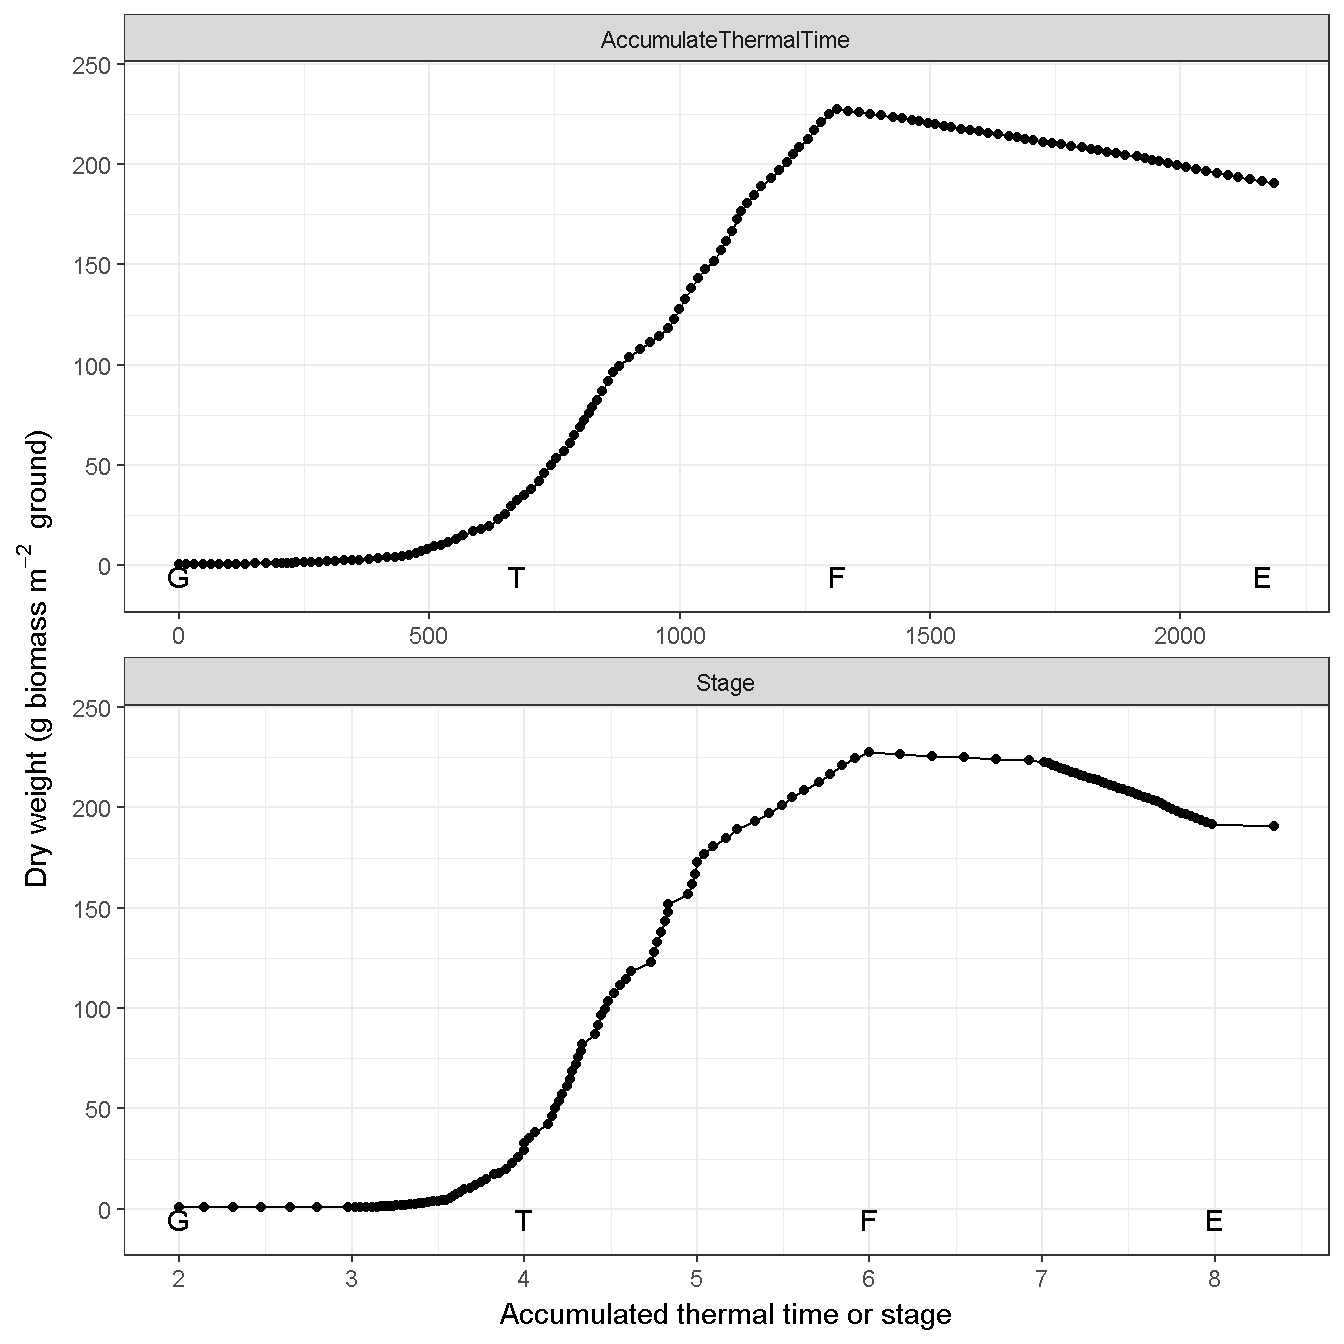 AccumulateThermalTime
250
200
150
100
50
0
G T F E
0 500 1000 1500 2000
Stage
250
200
150
100
50
0
G T F E
2 3 4 5 6 7 8
Accumulated thermal time or stage
Dry weight (g biomass m⁻² ground)